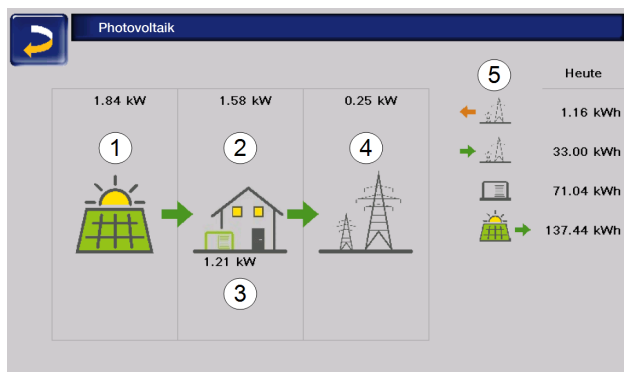 Photovoltaik
5 Heute
1.84 kW 1.58 kW 0.25 kW
1.16 kWh
1 2 4
33.00 kWh
71.04 kWh
137.44 kWh
1.21 kW
3